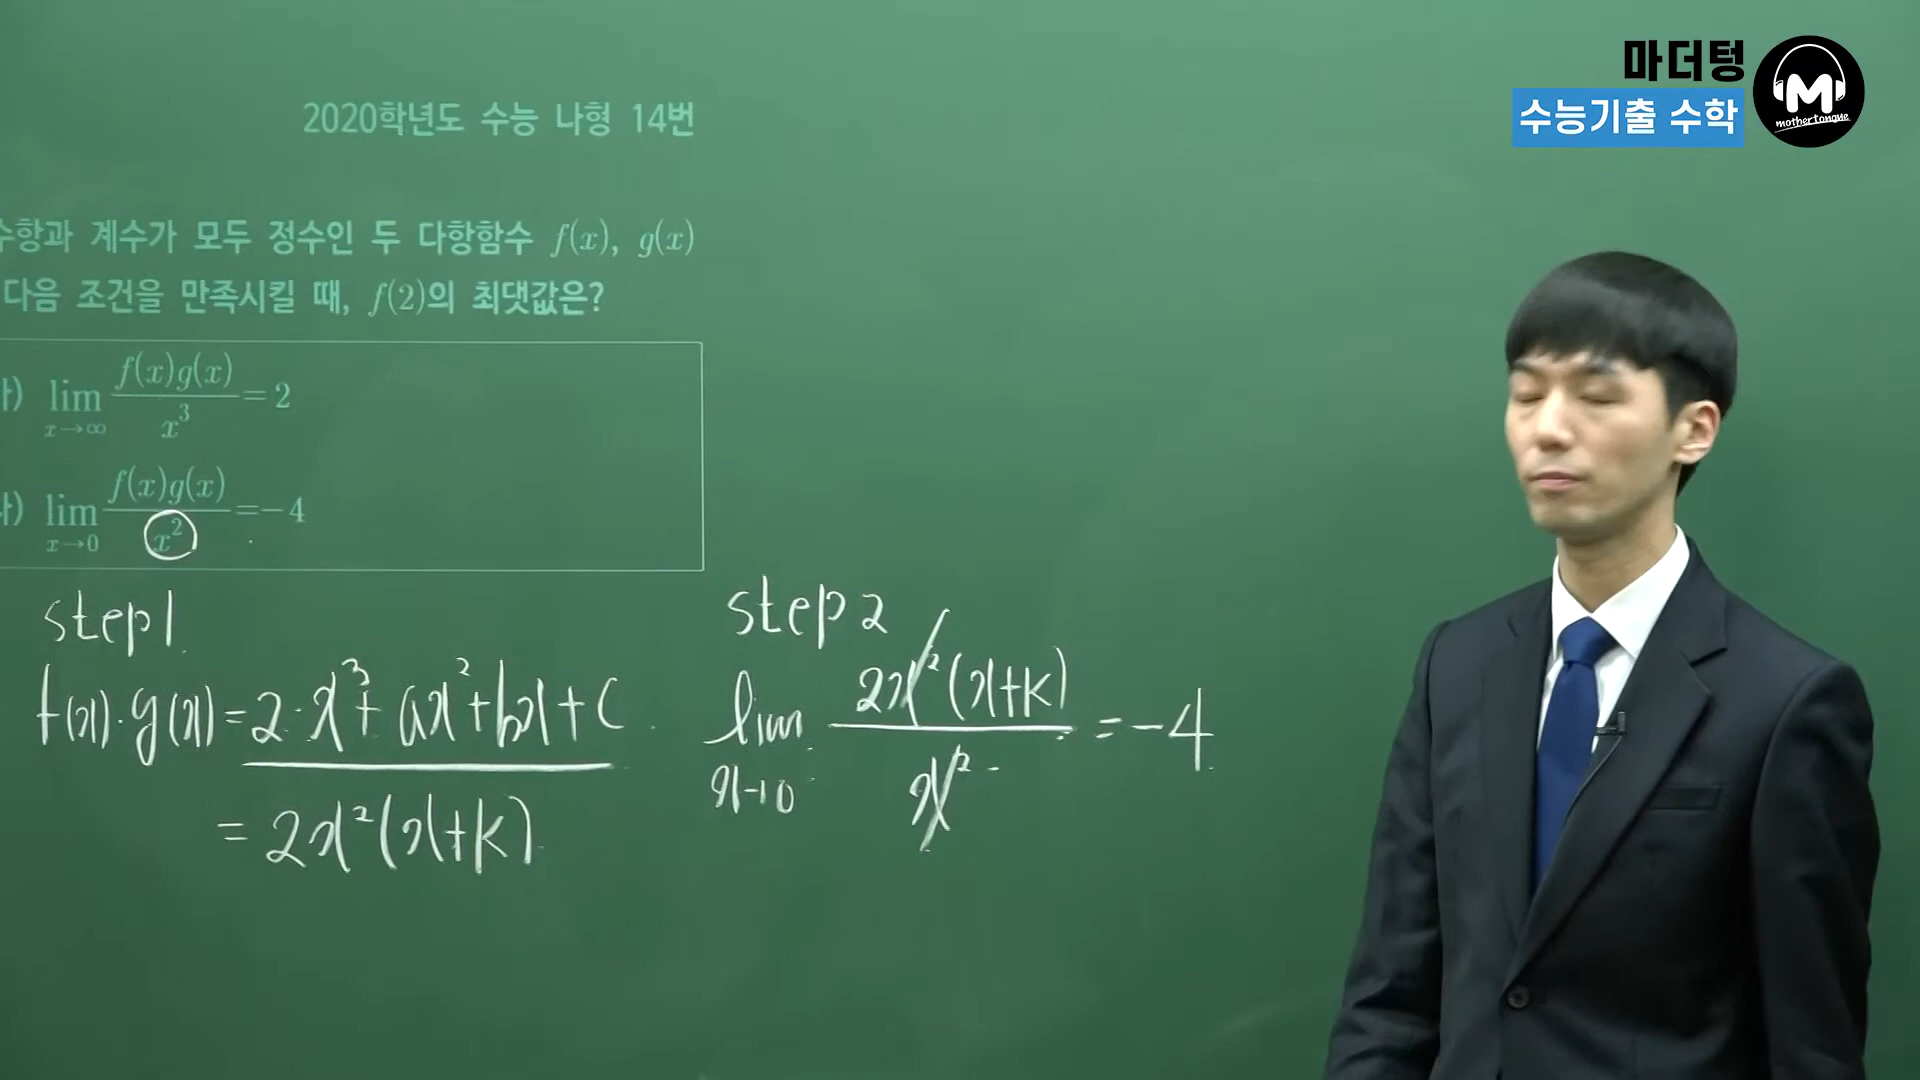 마더텅
수능기출 수학
M
mothertongue
2020학년도 수능 나형 14번
수항과 계수가 모두 정수인 두 다항함수 f(x), g(x)
다음 조건을 만족시킬 때, f(2)의 최댓값은?
가) lim x→∞ f(x)g(x)/x³ = 2
나) lim x→0 f(x)g(x)/x² = -4
step1.
f(x)·g(x) = 2·x³+ax²+bx+c
= 2x²(x+k)
step2
lim x→0 2x²(x+k)/x² = -4